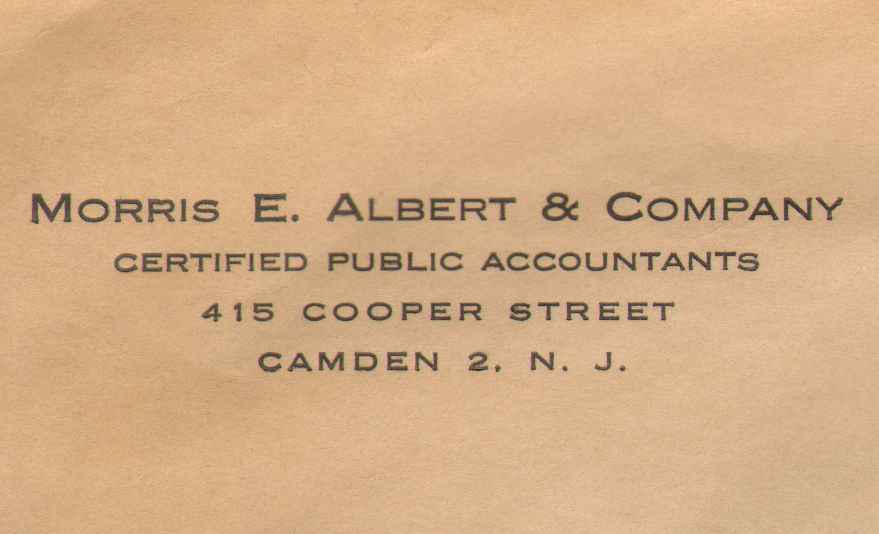 Morris E. Albert & Company
CERTIFIED PUBLIC ACCOUNTANTS
415 COOPER STREET
CAMDEN 2, N. J.